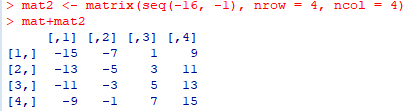 > mat2 <- matrix(seq(-16, -1), nrow = 4, ncol = 4)
> mat+mat2
     [,1] [,2] [,3] [,4]
[1,]  -15   -7    1    9
[2,]  -13   -5    3   11
[3,]  -11   -3    5   13
[4,]   -9   -1    7   15